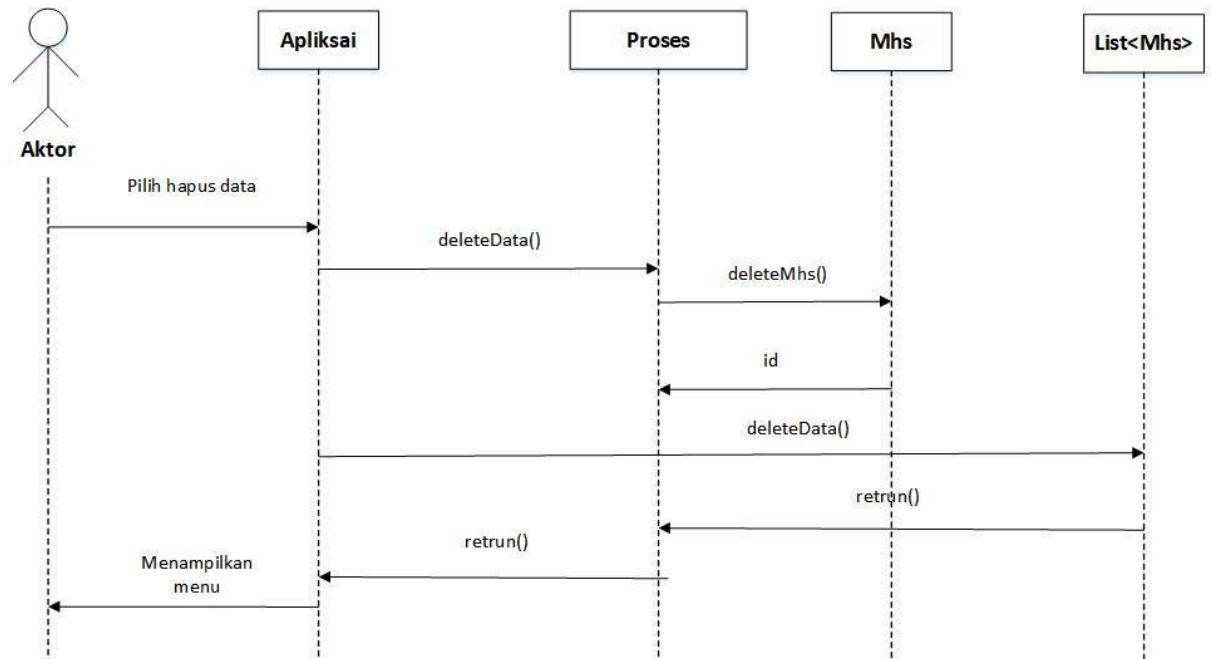 Apliksai
Proses
Mhs
List<Mhs>
Aktor
Pilih hapus data
deleteData()
deleteMhs()
id
deleteData()
retrun()
retrun()
Menampilkan
menu